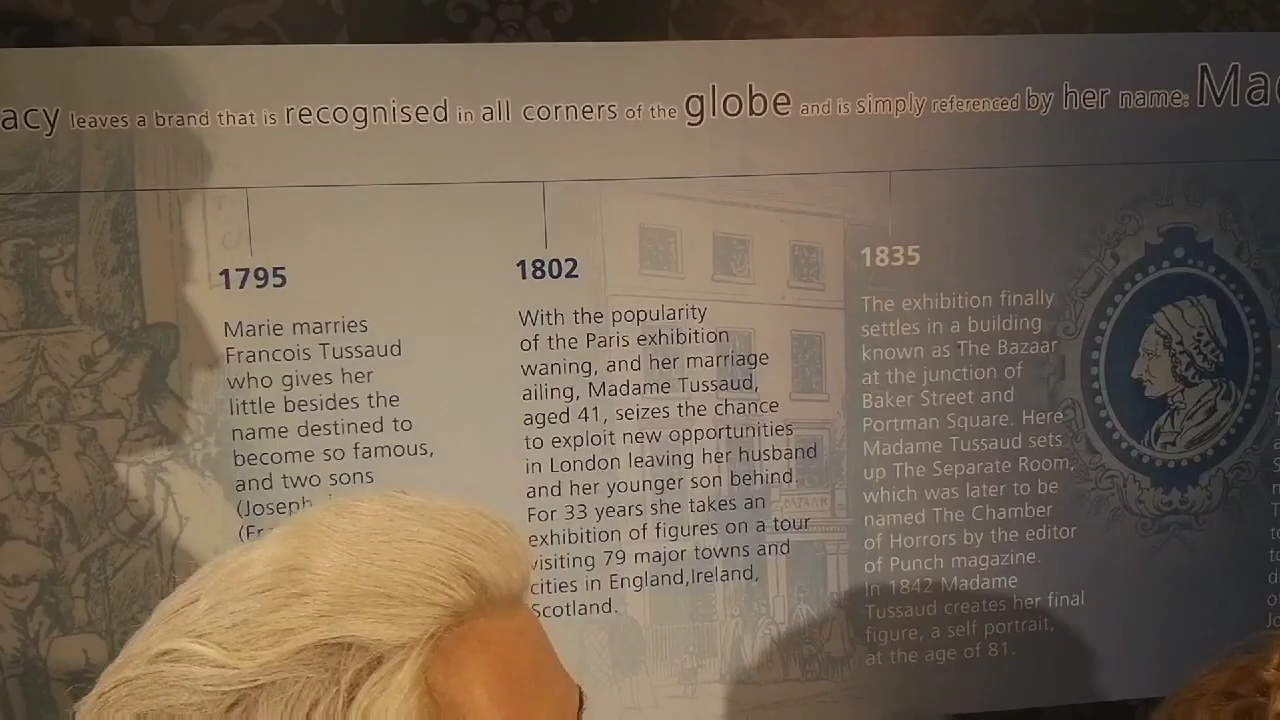 acy leaves a brand that is recognised in all corners of the globe and is simply referenced by her name: Mad
1795
Marie marries
Francois Tussaud
who gives her
little besides the
name destined to
become so famous,
and two sons
(Joseph
(Fr
1802
With the popularity
of the Paris exhibition
waning, and her marriage
ailing, Madame Tussaud,
aged 41, seizes the chance
to exploit new opportunities
in London leaving her husband
and her younger son behind.
For 33 years she takes an
exhibition of figures on a tour
visiting 79 major towns and
cities in England,Ireland,
Scotland.
BAZAAR
1835
The exhibition finally
settles in a building
known as The Bazaar
at the junction of
Baker Street and
Portman Square. Here
Madame Tussaud sets
up The Separate Room,
which was later to be
named The Chamber
of Horrors by the editor
of Punch magazine.
In 1842 Madame
Tussaud creates her final
figure, a self portrait,
at the age of 81.